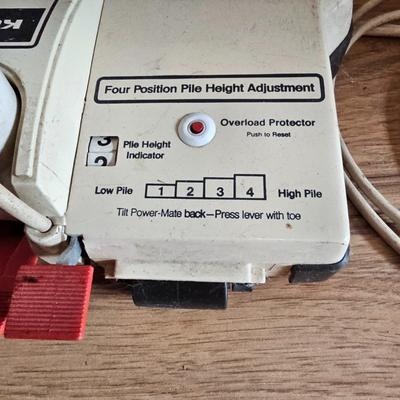 Four Position Pile Height Adjustment
Overload Protector
Push to Reset
Pile Height
Indicator
Low Pile 1 2 3 4 High Pile
Tilt Power-Mate back—Press lever with toe